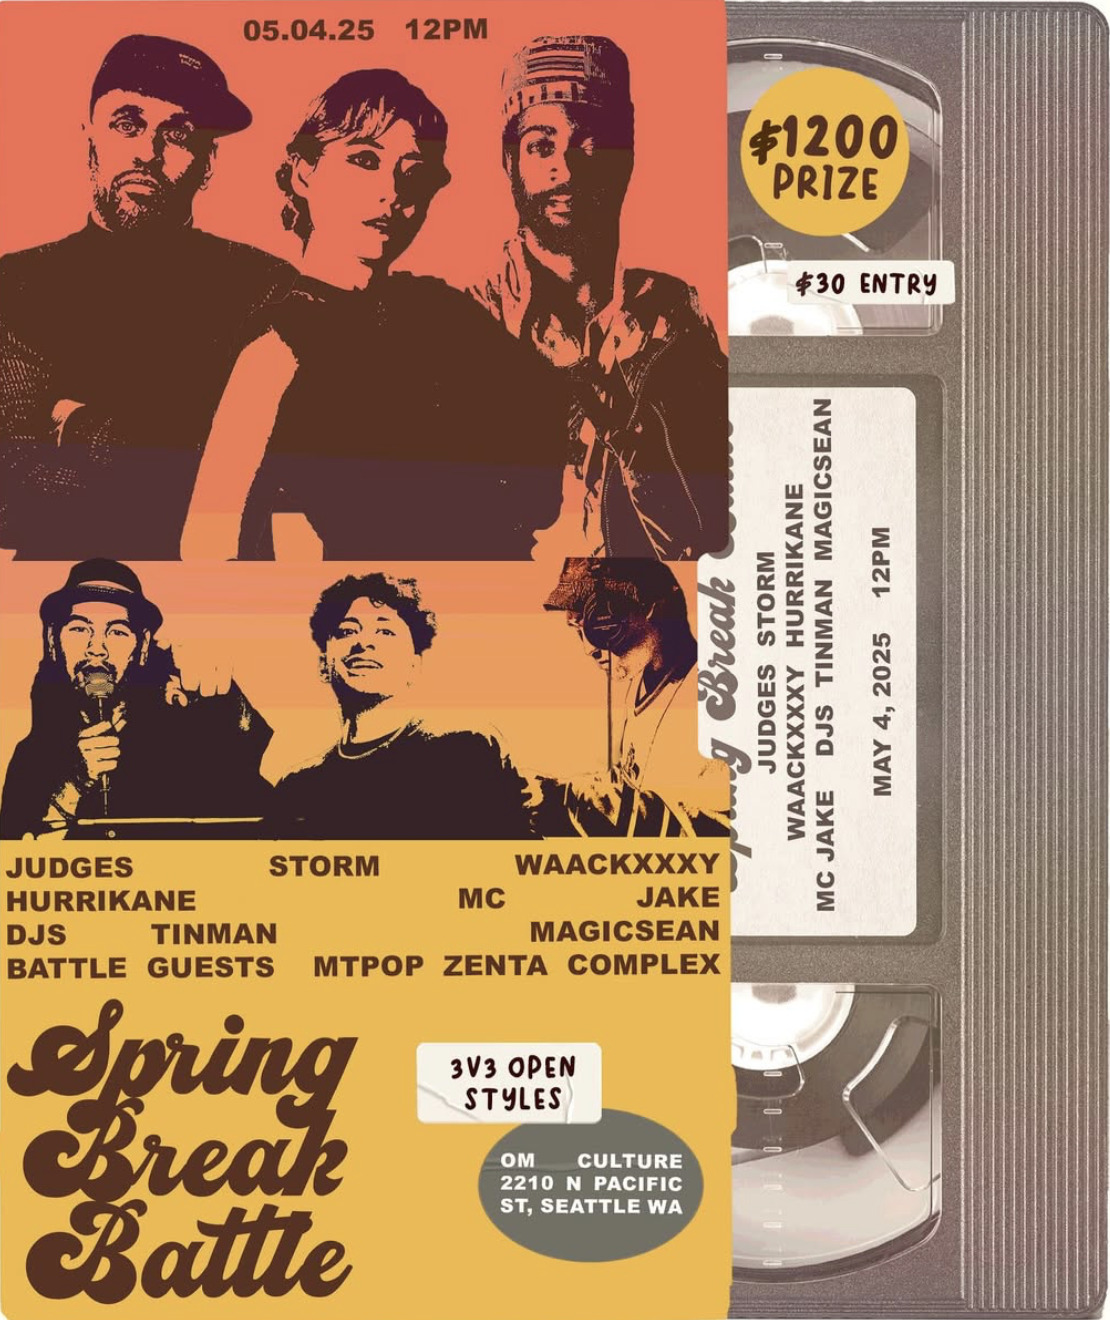 05.04.25 12PM
$1200
PRIZE
$30 ENTRY
Spring Break
JUDGES STORM
WAACKXXXY HURRIKANE
MC JAKE DJS TINMAN MAGICSEAN
MAY 4, 2025 12PM
JUDGES STORM WAACKXXXY
HURRIKANE MC JAKE
DJS TINMAN MAGICSEAN
BATTLE GUESTS MTPOP ZENTA COMPLEX
Spring
Break
Battle
3V3 OPEN
STYLES
OM CULTURE
2210 N PACIFIC
ST, SEATTLE WA